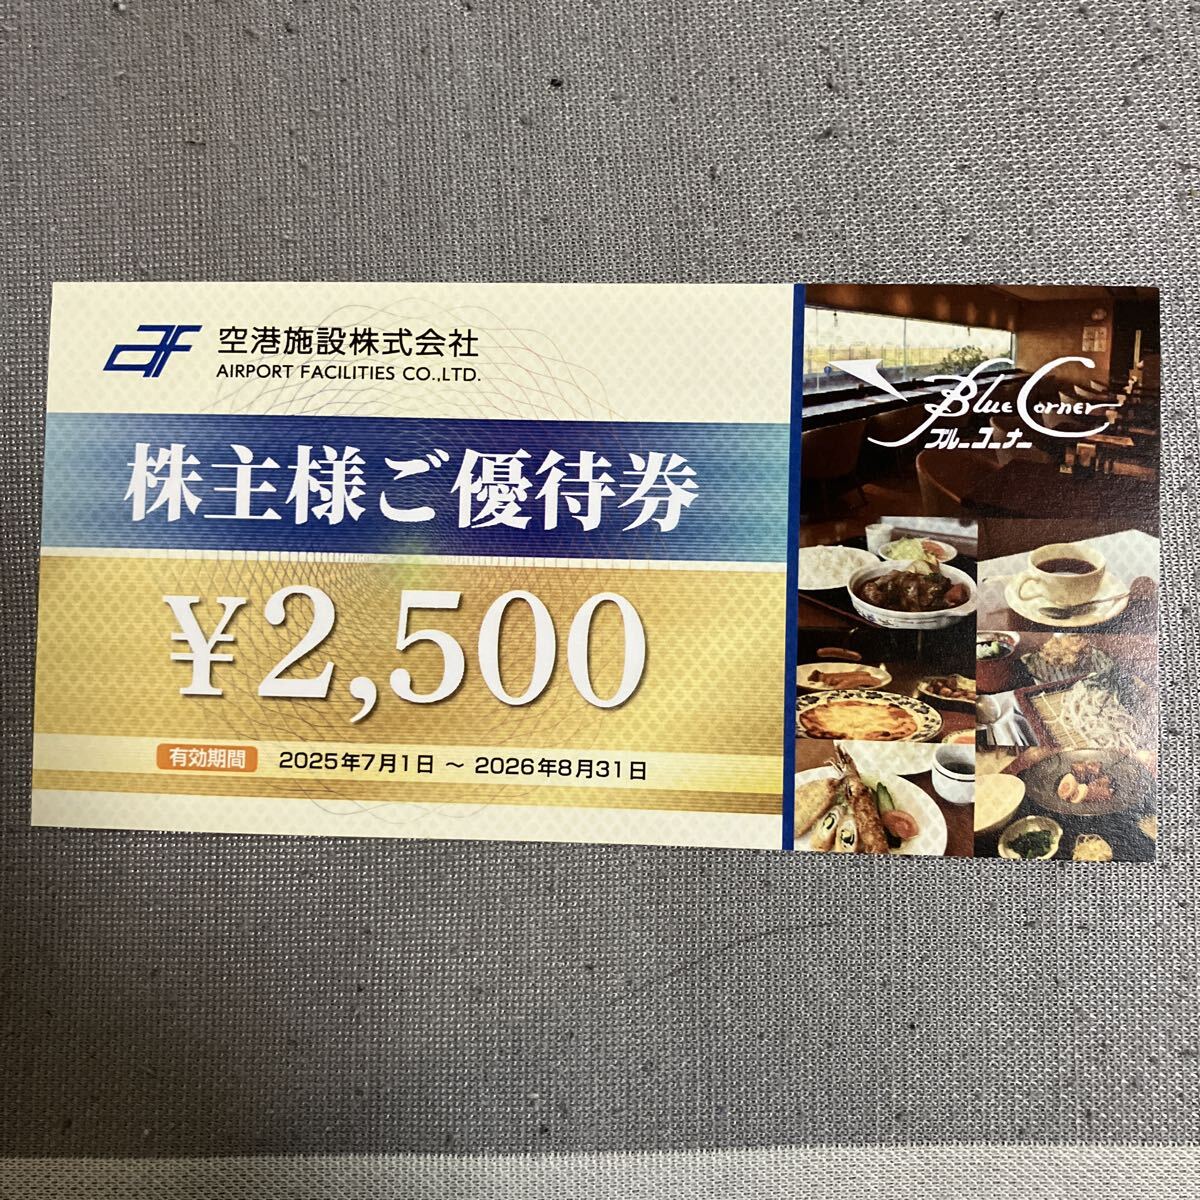 空港施設株式会社
AIRPORT FACILITIES CO.,LTD.
株主様ご優待券
¥2,500
有効期間 2025年7月1日 ～ 2026年8月31日
Blue Corner
ブルーコーナー